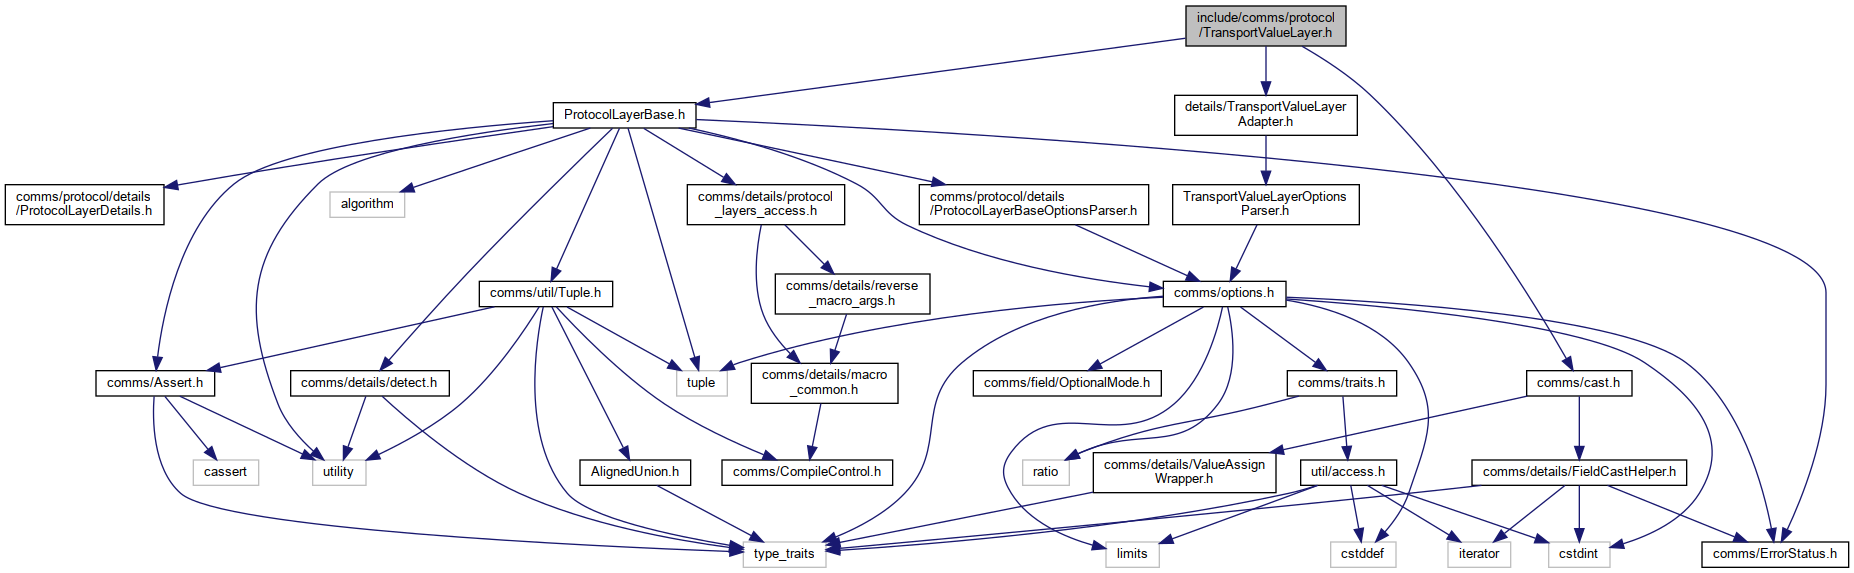 include/comms/protocol
/TransportValueLayer.h
ProtocolLayerBase.h
details/TransportValueLayer
Adapter.h
comms/protocol/details
/ProtocolLayerDetails.h
algorithm
comms/details/protocol
_layers_access.h
comms/protocol/details
/ProtocolLayerBaseOptionsParser.h
TransportValueLayerOptions
Parser.h
comms/util/Tuple.h
comms/details/reverse
_macro_args.h
comms/options.h
comms/Assert.h
comms/details/detect.h
tuple
comms/details/macro
_common.h
comms/field/OptionalMode.h
comms/traits.h
comms/cast.h
cassert
utility
AlignedUnion.h
comms/CompileControl.h
ratio
comms/details/ValueAssign
Wrapper.h
util/access.h
comms/details/FieldCastHelper.h
type_traits
limits
cstddef
iterator
cstdint
comms/ErrorStatus.h